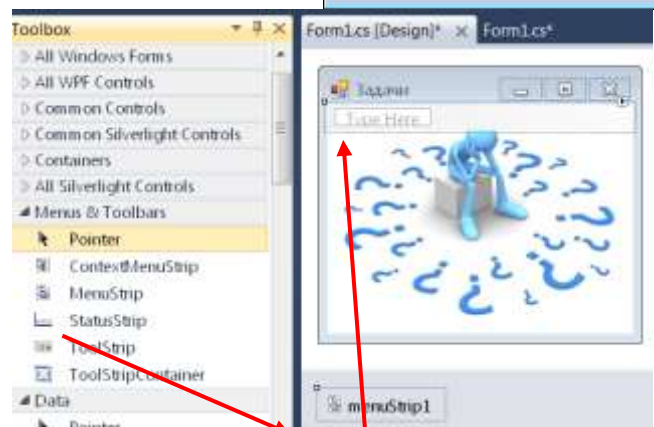 Toolbox
All Windows Forms
All WPF Controls
Common Controls
Common Silverlight Controls
Containers
All Silverlight Controls
Menus & Toolbars
Pointer
ContextMenuStrip
MenuStrip
StatusStrip
ToolStrip
ToolStripContainer
Data
Pointer
Form1.cs [Design]* Form1.cs*
Задачи
Type Here
menuStrip1